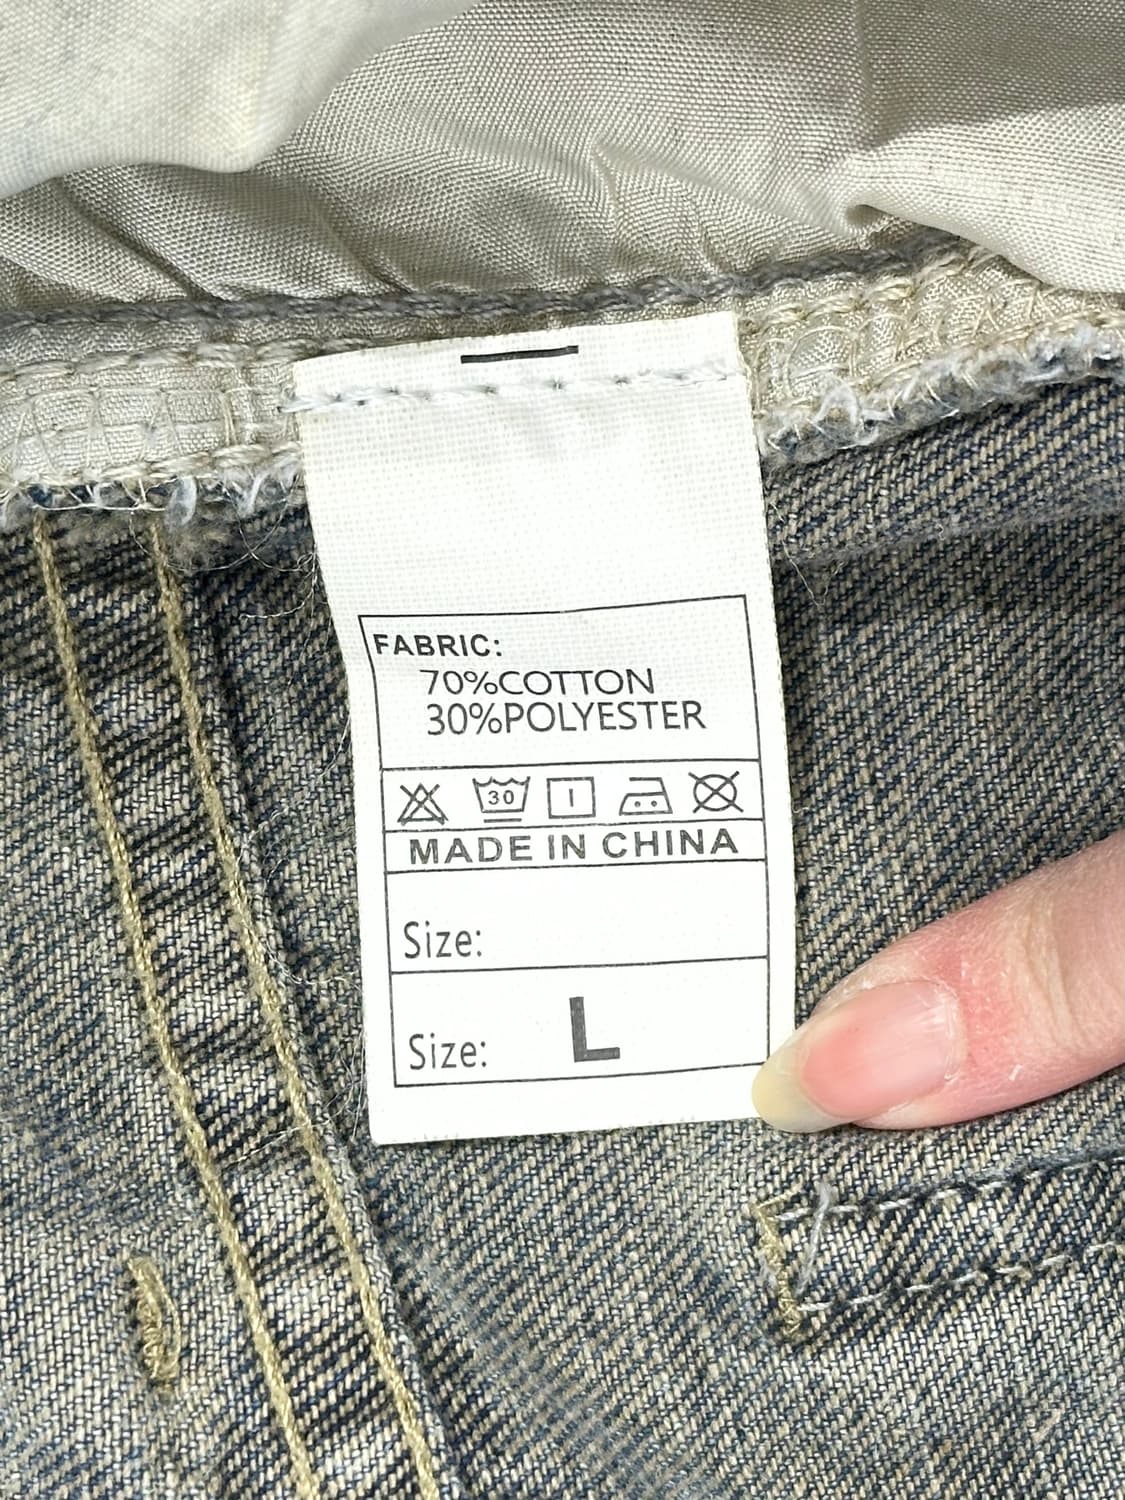 FABRIC:
70%COTTON
30%POLYESTER
30
MADE IN CHINA
Size:
Size: L